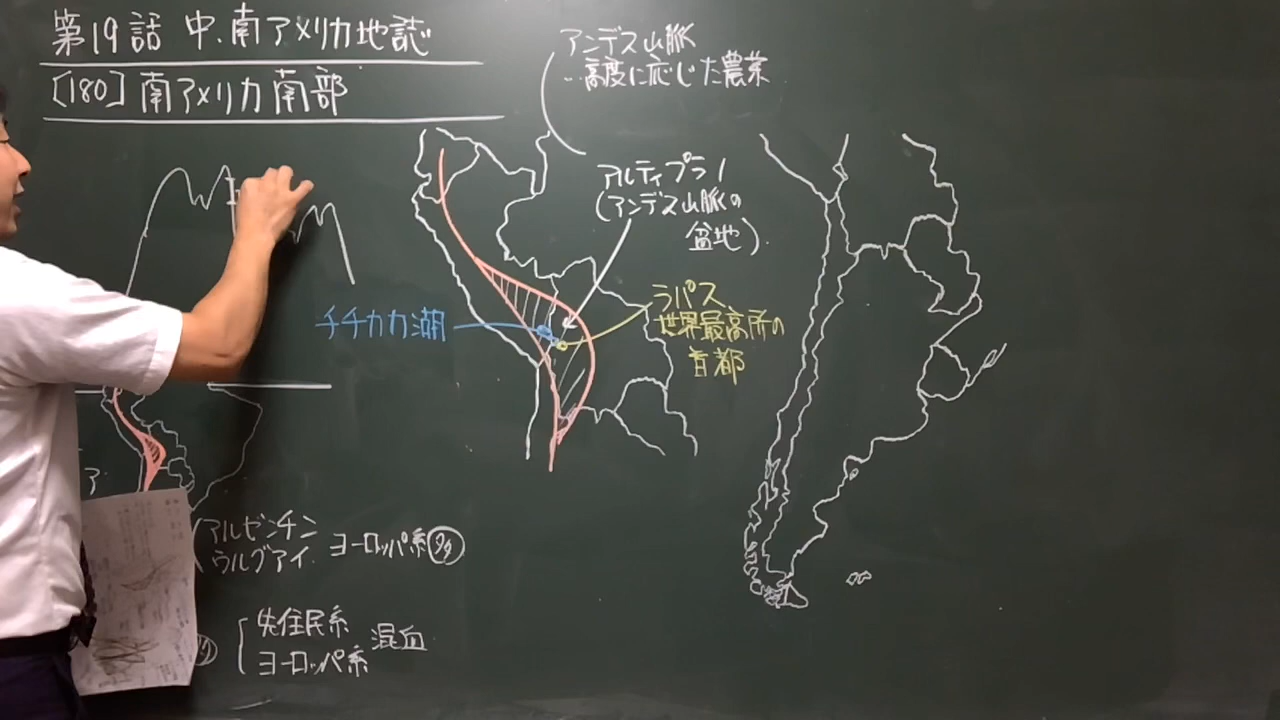 第19話 中.南アメリカ地誌
[180]南アメリカ南部
アンデス山脈
…高度に応じた農業
アルティプラノ
(アンデス山脈の
盆地)
チチカカ湖
ラパス
世界最高所の
首都
ア
アルゼンチン
ウルグアイ
ヨーロッパ系多
先住民系
ヨーロッパ系
混血